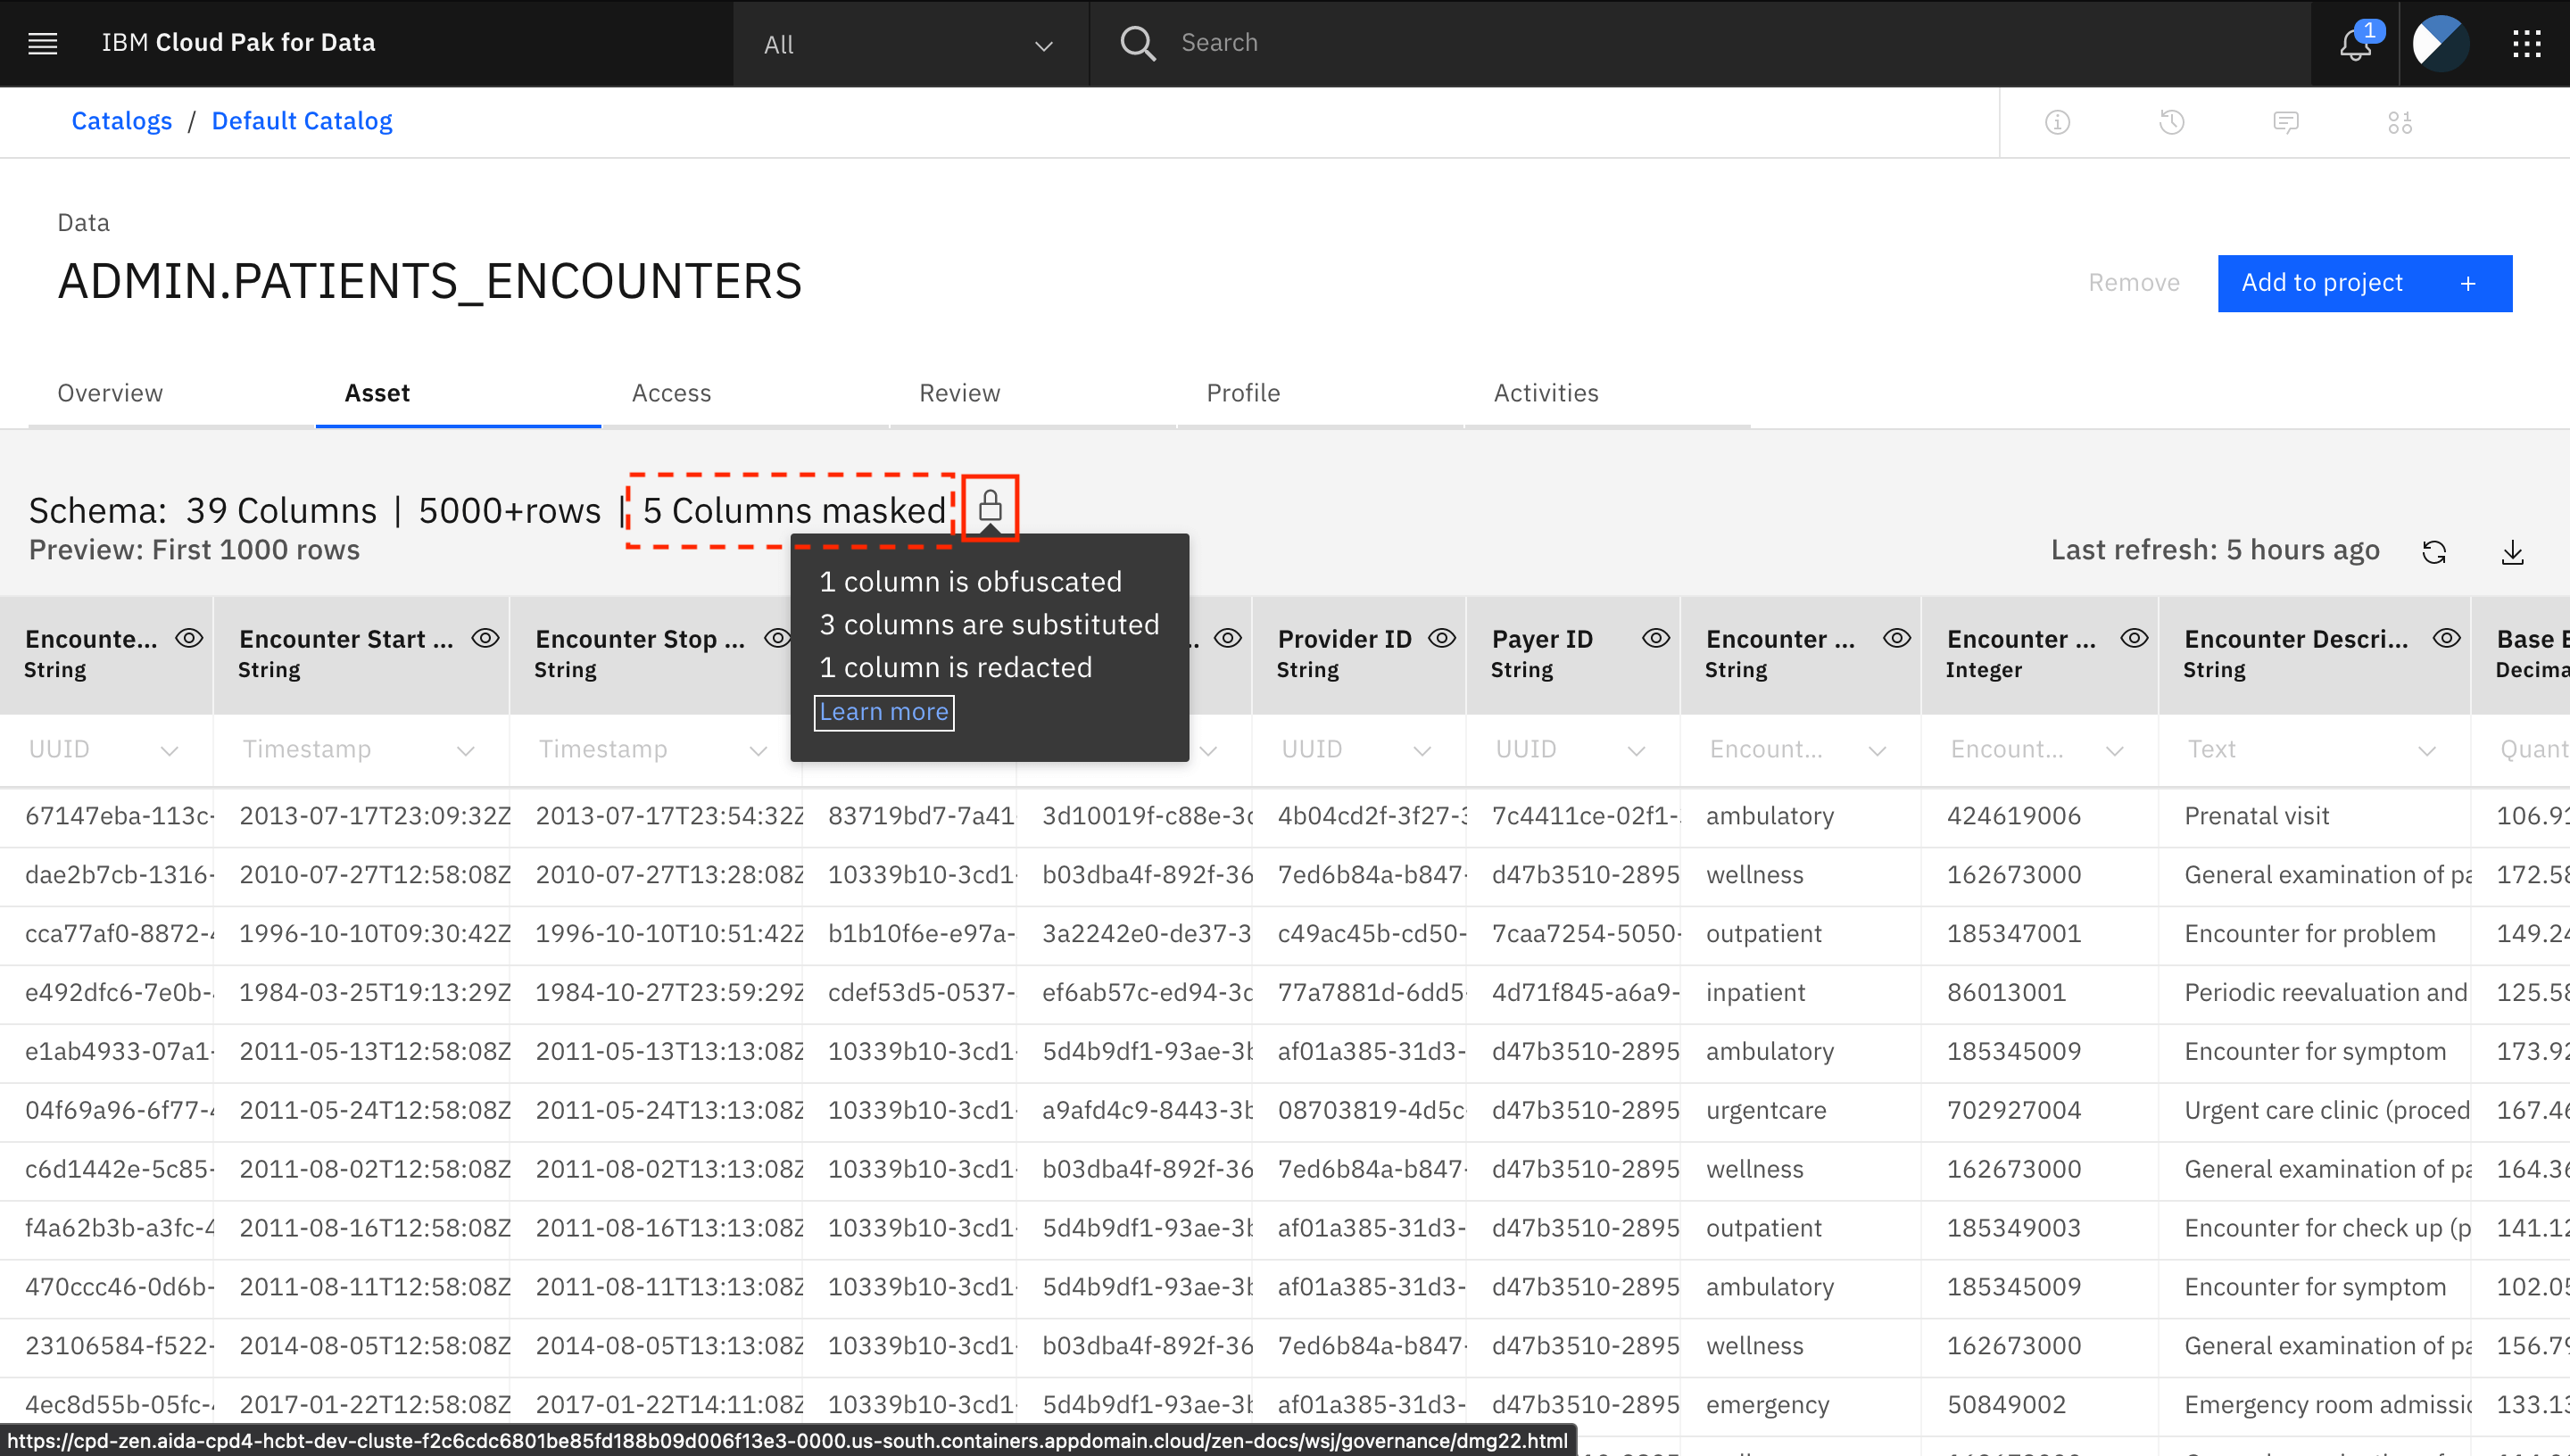 IBM Cloud Pak for Data
All
Search
1
Catalogs / Default Catalog
Data
ADMIN.PATIENTS_ENCOUNTERS
Remove
Add to project +
Overview
Asset
Access
Review
Profile
Activities
Schema: 39 Columns | 5000+rows | 5 Columns masked
Preview: First 1000 rows
Last refresh: 5 hours ago
1 column is obfuscated
3 columns are substituted
1 column is redacted
Learn more
Encounte... Encounter Start ... Encounter Stop ... Provider ID Payer ID Encounter ... Encounter ... Encounter Descri... Base
String String String String String String Integer String
UUID Timestamp Timestamp UUID UUID Encount... Encount... Text
67147eba-113c- 2013-07-17T23:09:32Z 2013-07-17T23:54:32Z 83719bd7-7a41 3d10019f-c88e-3 4b04cd2f-3f27- 7c4411ce-02f1- ambulatory 424619006 Prenatal visit 106.9
dae2b7cb-1316- 2010-07-27T12:58:08Z 2010-07-27T13:28:08Z 10339b10-3cd1- b03dba4f-892f-36 7ed6b84a-b847- d47b3510-2895 wellness 162673000 General examination of pa 172.58
cca77af0-8872- 1996-10-10T09:30:42Z 1996-10-10T10:51:42Z b1b10f6e-e97a- 3a2242e0-de37-3 c49ac45b-cd50- 7caa7254-5050- outpatient 185347001 Encounter for problem 149.24
e492dfc6-7e0b- 1984-03-25T19:13:29Z 1984-10-27T23:59:29Z cdef53d5-0537- ef6ab57c-ed94-3 77a7881d-6dd5 4d71f845-a6a9- inpatient 86013001 Periodic reevaluation and 125.58
e1ab4933-07a1- 2011-05-13T12:58:08Z 2011-05-13T13:13:08Z 10339b10-3cd1- 5d4b9df1-93ae-3 af01a385-31d3- d47b3510-2895 ambulatory 185345009 Encounter for symptom 173.92
04f69a96-6f77- 2011-05-24T12:58:08Z 2011-05-24T13:13:08Z 10339b10-3cd1- a9afd4c9-8443-3 08703819-4d5c d47b3510-2895 urgentcare 702927004 Urgent care clinic (proced 167.46
c6d1442e-5c85- 2011-08-02T12:58:08Z 2011-08-02T13:13:08Z 10339b10-3cd1- b03dba4f-892f-36 7ed6b84a-b847- d47b3510-2895 wellness 162673000 General examination of pa 164.36
f4a62b3b-a3fc-4 2011-08-16T12:58:08Z 2011-08-16T13:13:08Z 10339b10-3cd1- 5d4b9df1-93ae-3 af01a385-31d3- d47b3510-2895 outpatient 185349003 Encounter for check up (p 141.12
470ccc46-0d6b- 2011-08-11T12:58:08Z 2011-08-11T13:13:08Z 10339b10-3cd1- 5d4b9df1-93ae-3 af01a385-31d3- d47b3510-2895 ambulatory 185345009 Encounter for symptom 102.05
23106584-f522- 2014-08-05T12:58:08Z 2014-08-05T13:13:08Z 10339b10-3cd1- b03dba4f-892f-36 7ed6b84a-b847- d47b3510-2895 wellness 162673000 General examination of pa 156.79
4ec8d55b-05fc- 2017-01-22T12:58:08Z 2017-01-22T14:11:08Z 10339b10-3cd1- 5d4b9df1-93ae-3 af01a385-31d3- d47b3510-2895 emergency 50849002 Emergency room admissi 133.13
https://cpd-zen.aida-cpd4-hcbt-dev-cluste-f2c6cdc6801be85fd188b09d006f13e3-0000.us-south.containers.appdomain.cloud/zen-docs/wsj/governance/dmg22.html